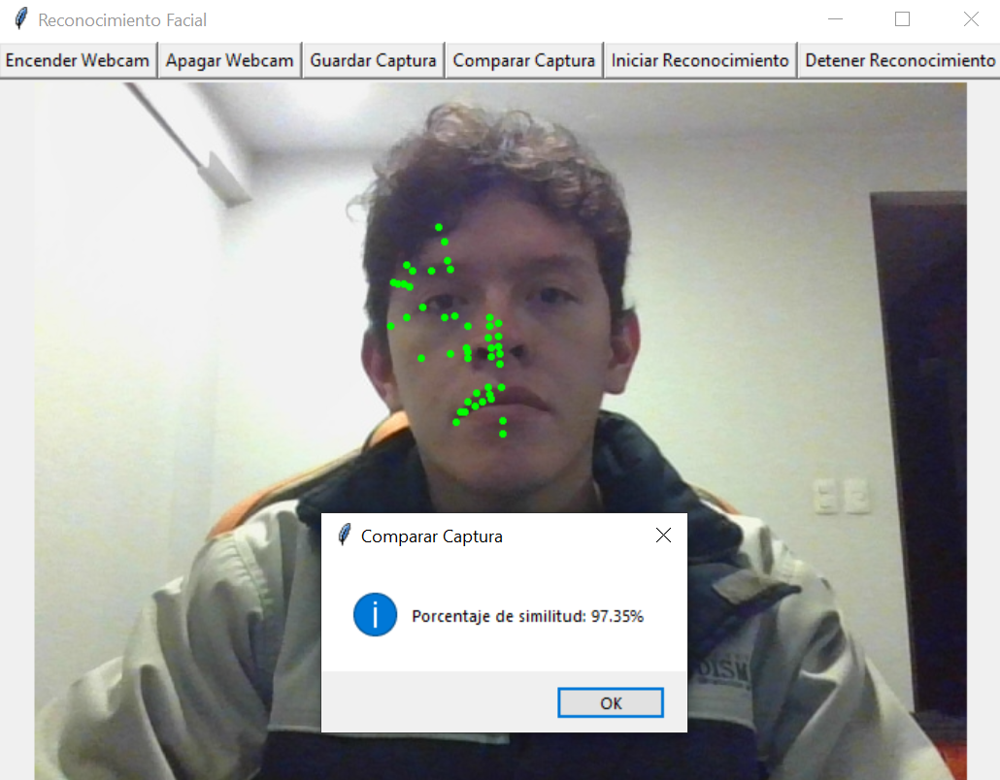 Reconocimiento Facial
Encender Webcam Apagar Webcam Guardar Captura Comparar Captura Iniciar Reconocimiento Detener Reconocimiento
Comparar Captura
Porcentaje de similitud: 97.35%
OK
DISM